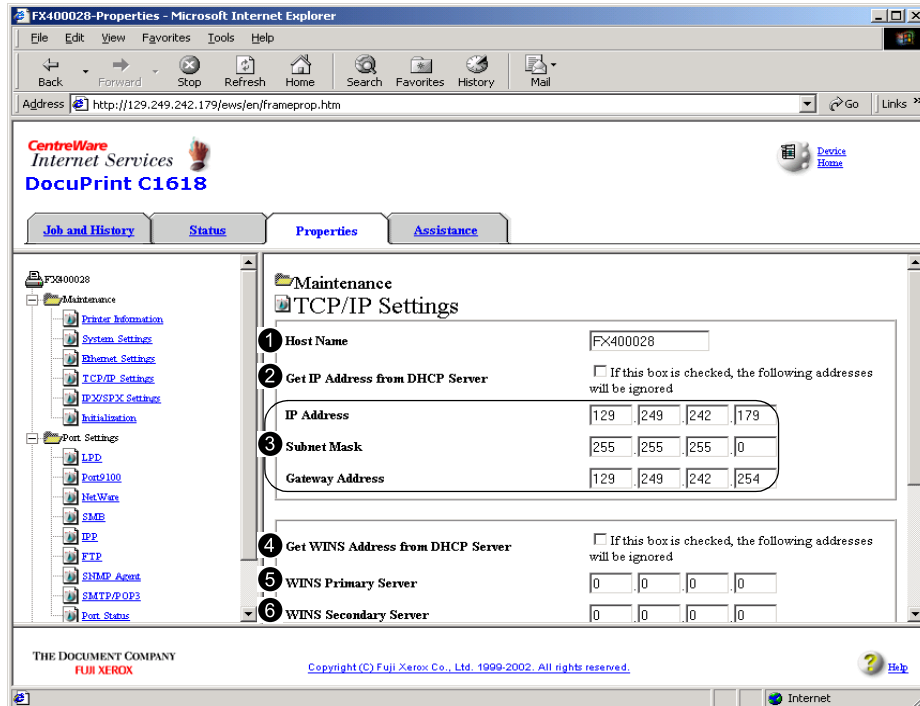 FX400028-Properties - Microsoft Internet Explorer
File Edit View Favorites Tools Help
Back Forward Stop Refresh Home Search Favorites History Mail
Address http://129.249.242.179/ews/en/frameprop.htm Go Links »
CentreWare
Internet Services
DocuPrint C1618
Device
Home
Job and History Status Properties Assistance
FX400028
Maintenance
Printer Information
System Settings
Ethernet Settings
TCP/IP Settings
IPX/SPX Settings
Initialization
Port Settings
LPD
Port9100
NetWare
SMB
IPP
FTP
SNMP Agent
SMTP/POP3
Port Status
Maintenance
TCP/IP Settings
1 Host Name FX400028
2 Get IP Address from DHCP Server If this box is checked, the following addresses
will be ignored
IP Address 129 .249 .242 .179
3 Subnet Mask 255 .255 .255 .0
Gateway Address 129 .249 .242 .254
4 Get WINS Address from DHCP Server If this box is checked, the following addresses
will be ignored
5 WINS Primary Server 0 .0 .0 .0
6 WINS Secondary Server 0 .0 .0 .0
THE DOCUMENT COMPANY
FUJI XEROX
Copyright (C) Fuji Xerox Co., Ltd. 1999-2002. All rights reserved.
Help
Internet